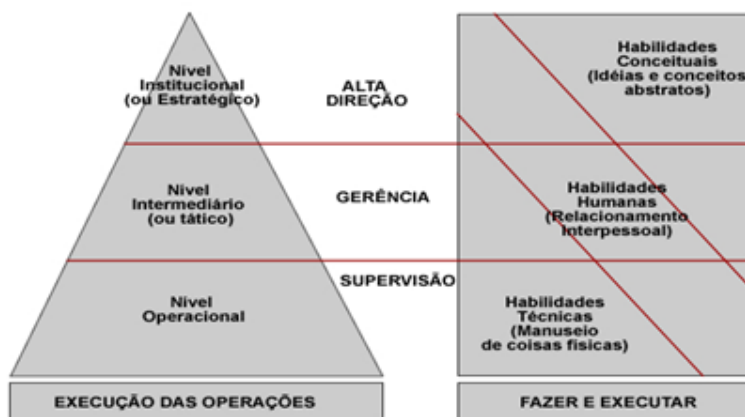 Nível
Institucional
(ou Estratégico)
ALTA
DIREÇÃO
Habilidades
Conceituais
(Idéias e conceitos
abstratos)
Nível
Intermediário
(ou tático)
GERÊNCIA
Habilidades
Humanas
(Relacionamento
Interpessoal)
SUPERVISÃO
Nível
Operacional
Habilidades
Técnicas
(Manuseio
de coisas físicas)
EXECUÇÃO DAS OPERAÇÕES
FAZER E EXECUTAR